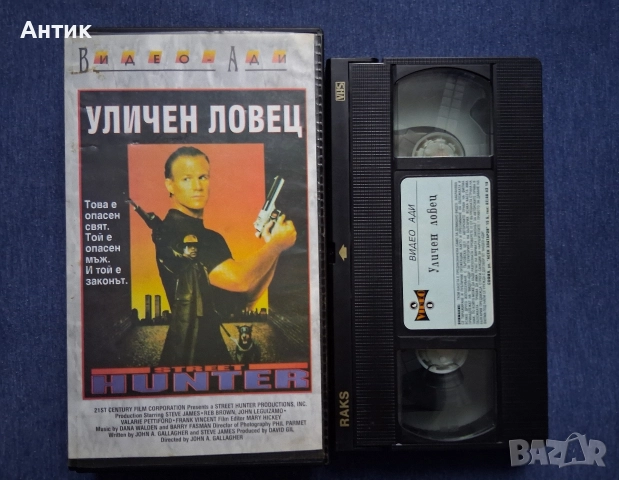 Антик
Видео-Ади
УЛИЧЕН ЛОВЕЦ
Това е
опасен
свят.
Той е
опасен
мъж.
И той е
законът.
STREET
HUNTER
21ST CENTURY FILM CORPORATION Presents a STREET HUNTER PRODUCTIONS, INC.
Production Starring STEVE JAMES • REB BROWN, JOHN LEGUIZAMO •
VALARIE PETTIFORD • FRANK VINCENT Film Editor MARY HICKEY
Music by DANA WALDEN and BARRY FASMAN Director of Photography PHIL PARMET
Written by JOHN A. GALLAGHER and STEVE JAMES Produced by DAVID GIL
Directed by JOHN A. GALLAGHER
VHS
ВИДЕО АДИ
Уличен ловец
RAKS
BAZAR
bg